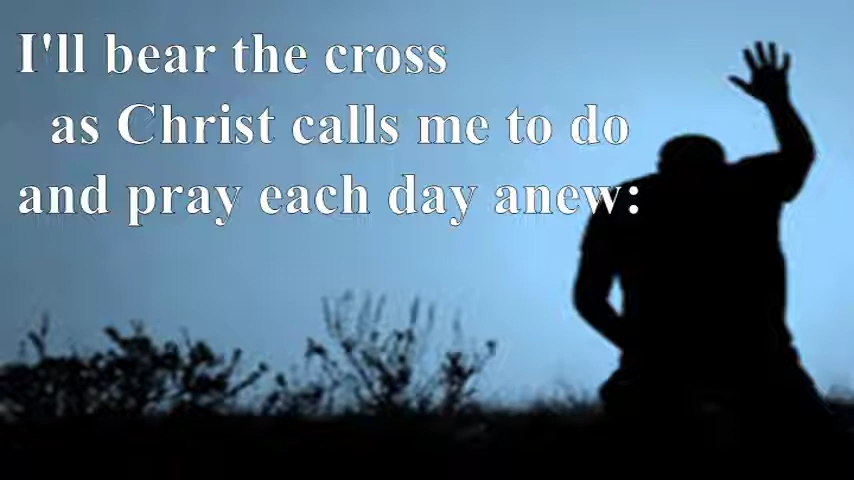 I'll bear the cross
as Christ calls me to do
and pray each day anew: